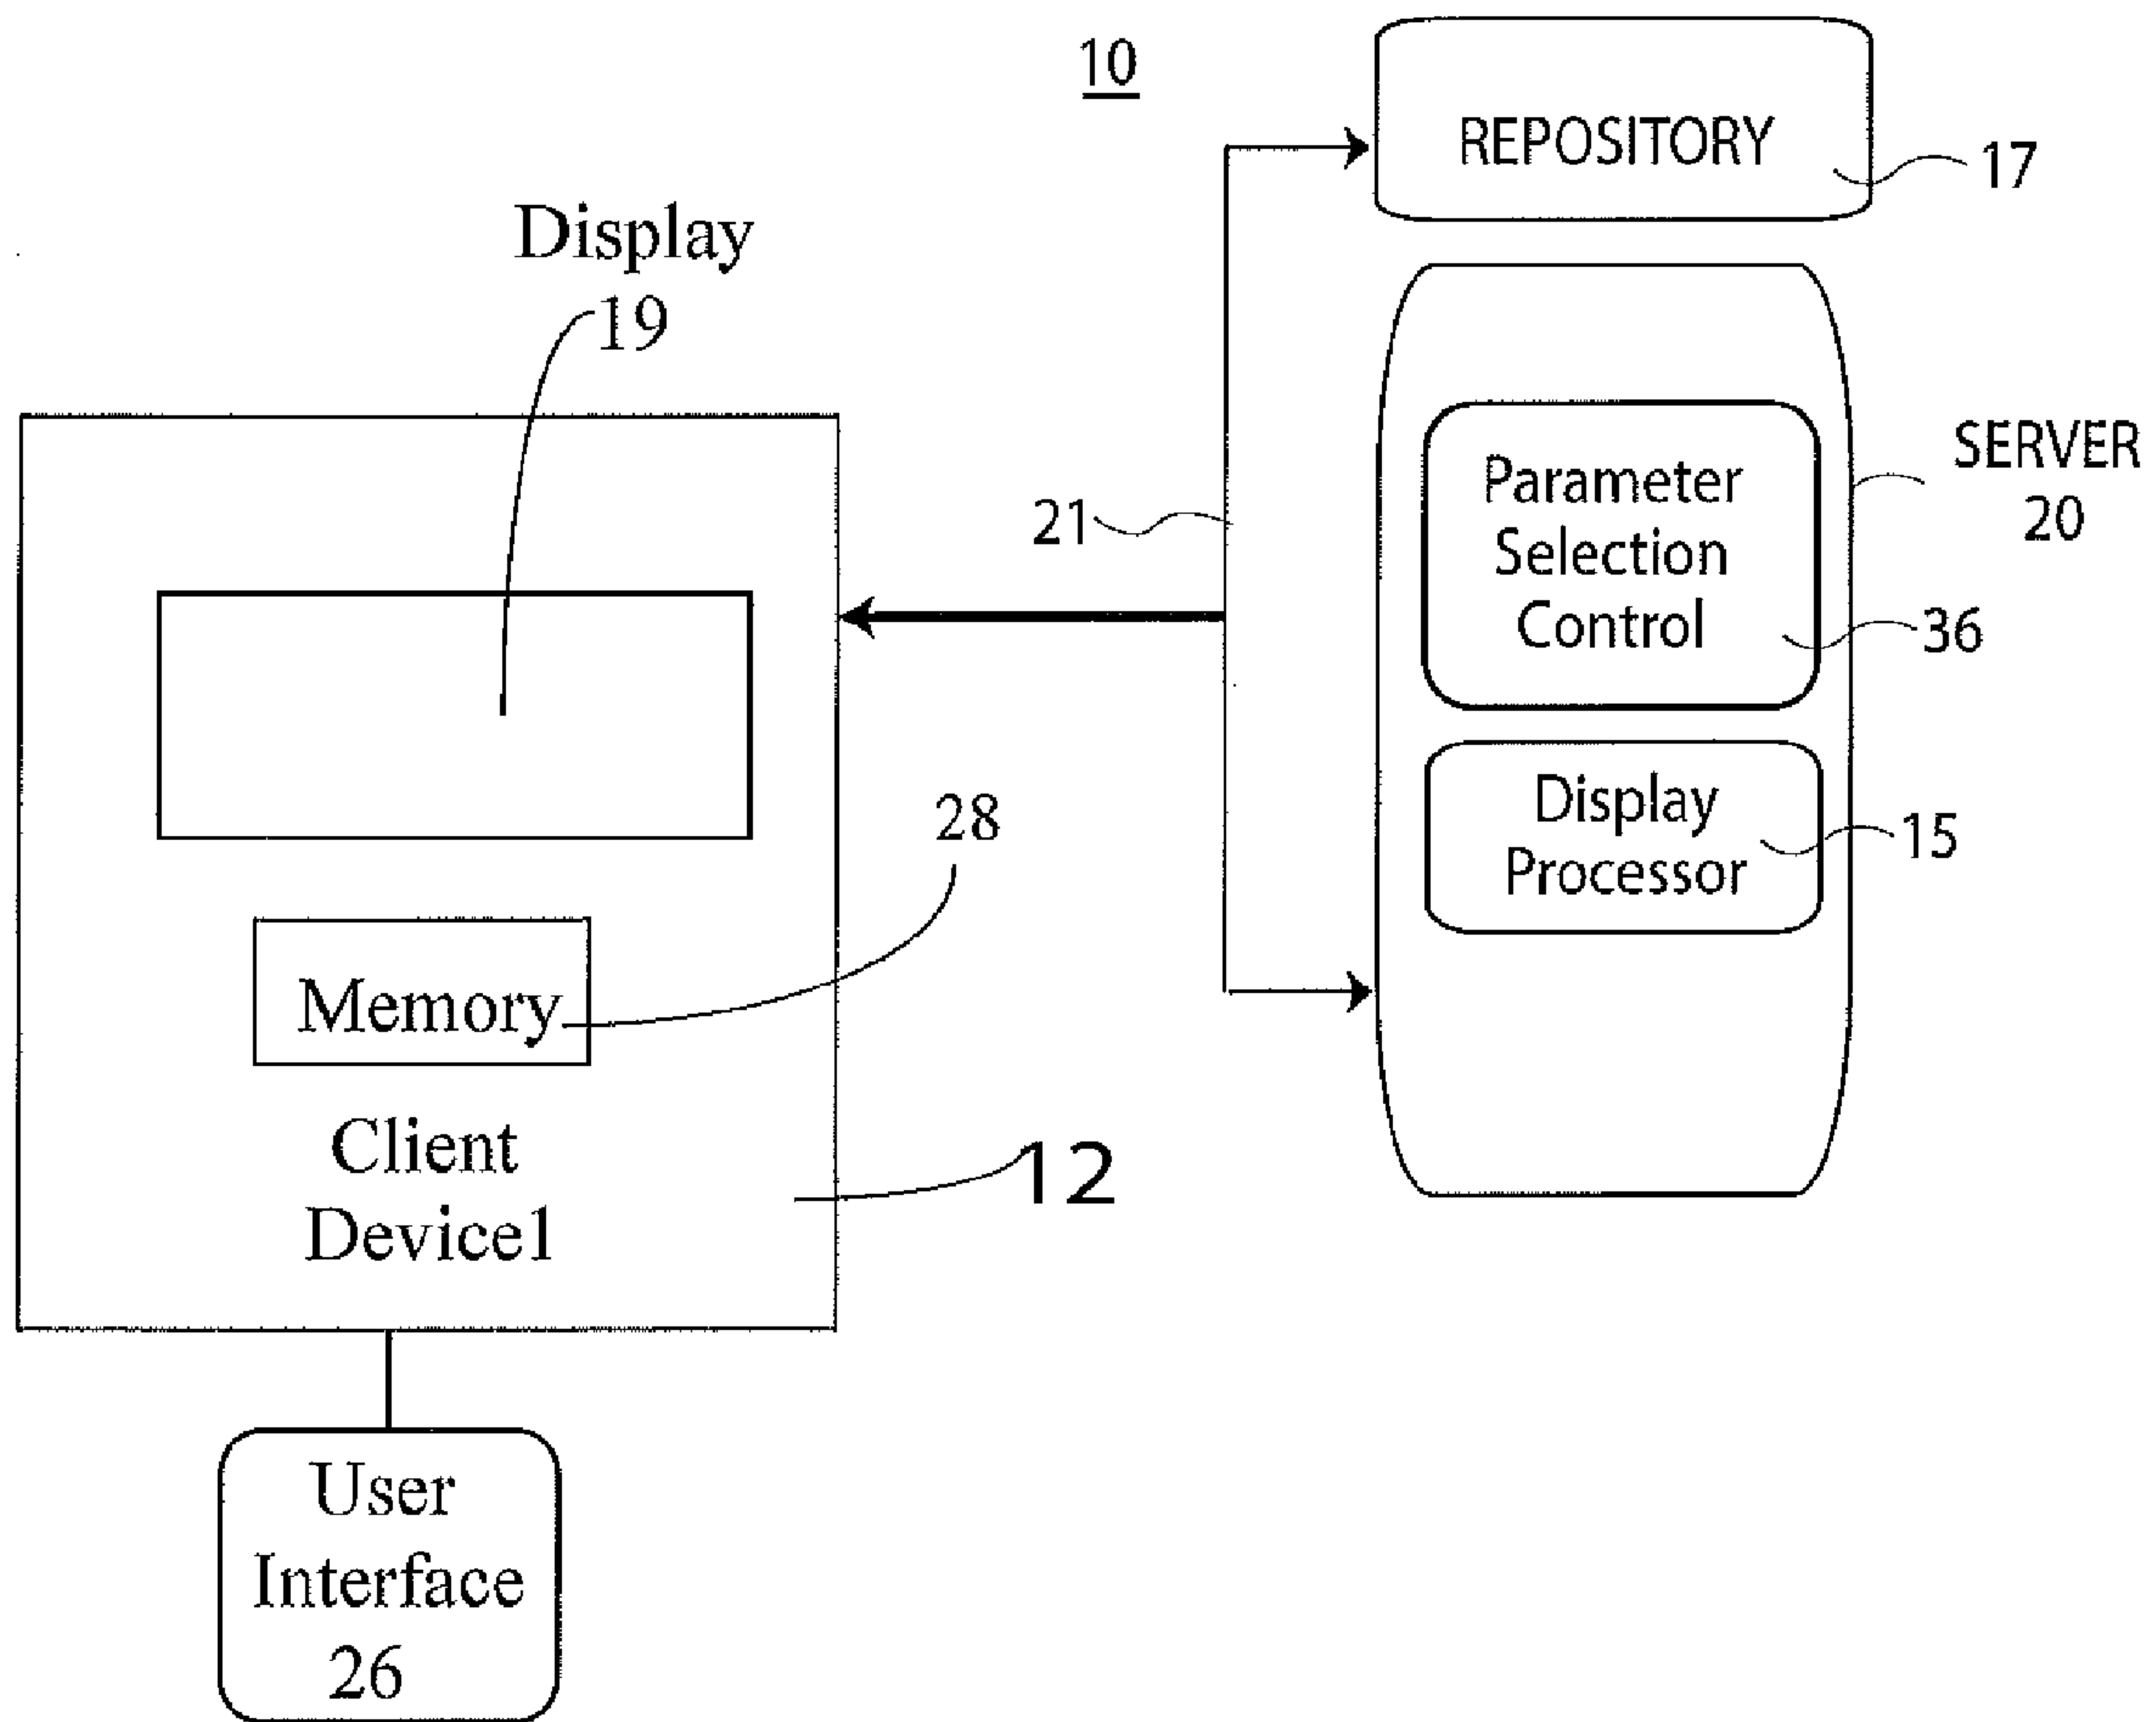 10
REPOSITORY
17
Display
19
SERVER
20
Parameter
Selection
Control
36
21
Display
Processor
15
28
Memory
Client
Device1
12
User
Interface
26